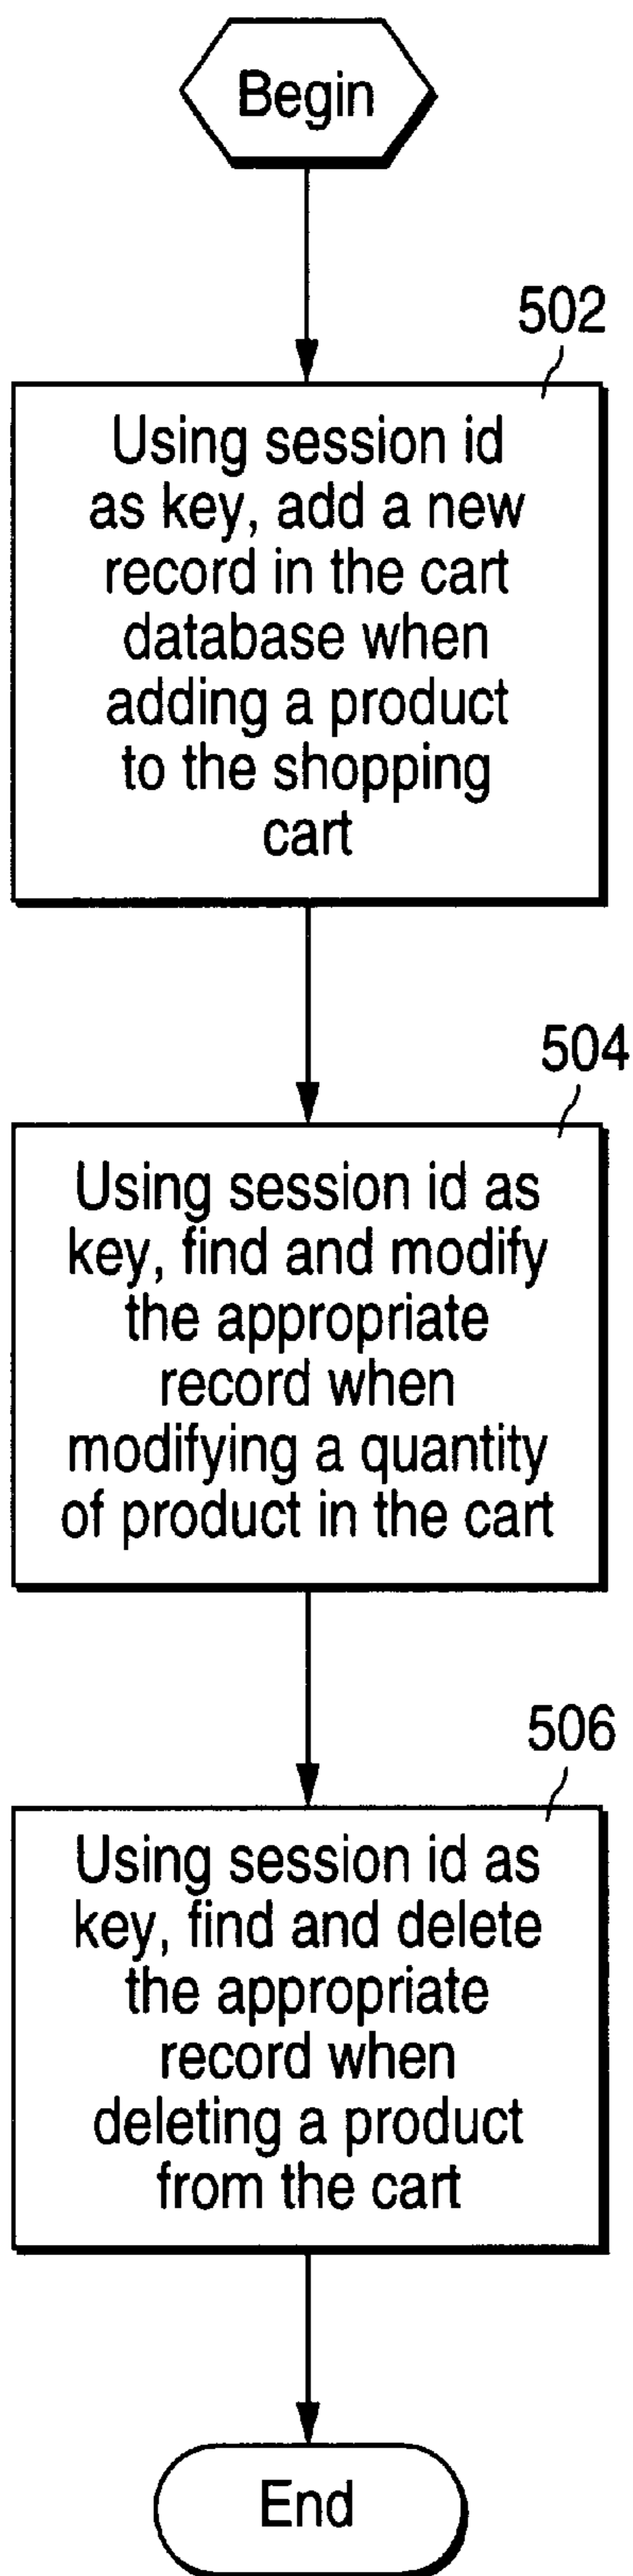 Begin
502
Using session id
as key, add a new
record in the cart
database when
adding a product
to the shopping
cart
504
Using session id as
key, find and modify
the appropriate
record when
modifying a quantity
of product in the cart
506
Using session id as
key, find and delete
the appropriate
record when
deleting a product
from the cart
End